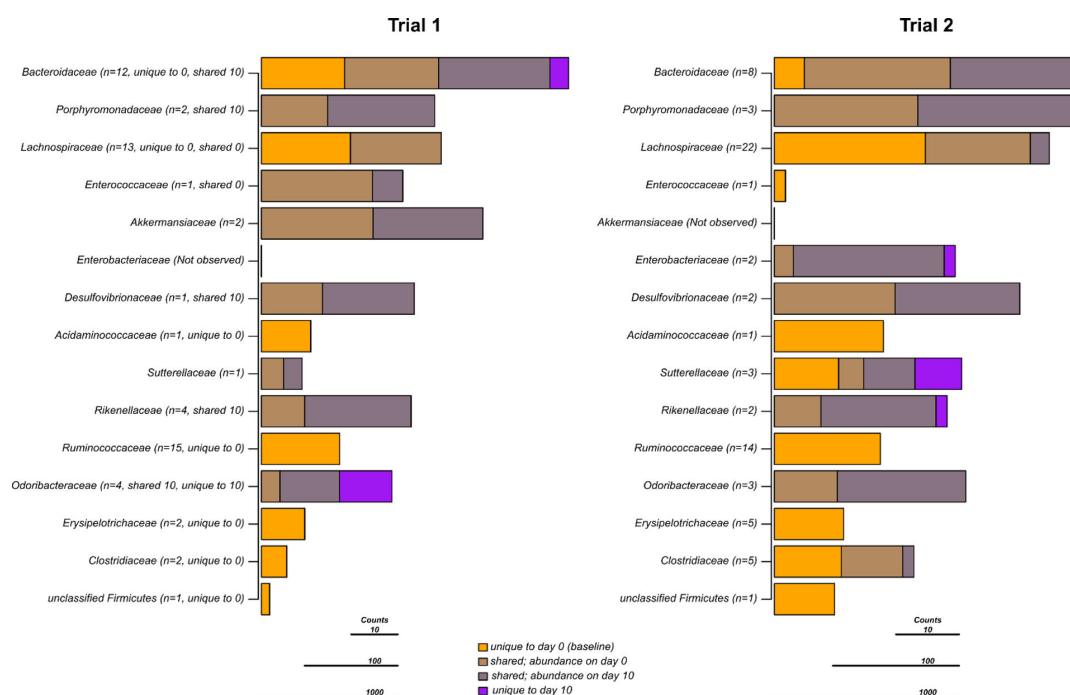 Trial 1
Bacteroidaceae (n=12, unique to 0, shared 10)
Porphyromonadaceae (n=2, shared 10)
Lachnospiraceae (n=13, unique to 0, shared 0)
Enterococcaceae (n=1, shared 0)
Akkermansiaceae (n=2)
Enterobacteriaceae (Not observed)
Desulfovibrionaceae (n=1, shared 10)
Acidaminococcaceae (n=1, unique to 0)
Sutterellaceae (n=1)
Rikenellaceae (n=4, shared 10)
Ruminococcaceae (n=15, unique to 0)
Odoribacteraceae (n=4, shared 10, unique to 10)
Erysipelotrichaceae (n=2, unique to 0)
Clostridiaceae (n=2, unique to 0)
unclassified Firmicutes (n=1, unique to 0)
Counts
10
100
1000
Trial 2
Bacteroidaceae (n=8)
Porphyromonadaceae (n=3)
Lachnospiraceae (n=22)
Enterococcaceae (n=1)
Akkermansiaceae (Not observed)
Enterobacteriaceae (n=2)
Desulfovibrionaceae (n=2)
Acidaminococcaceae (n=1)
Sutterellaceae (n=3)
Rikenellaceae (n=2)
Ruminococcaceae (n=14)
Odoribacteraceae (n=3)
Erysipelotrichaceae (n=5)
Clostridiaceae (n=5)
unclassified Firmicutes (n=1)
Counts
10
100
1000
unique to day 0 (baseline)
shared; abundance on day 0
shared; abundance on day 10
unique to day 10